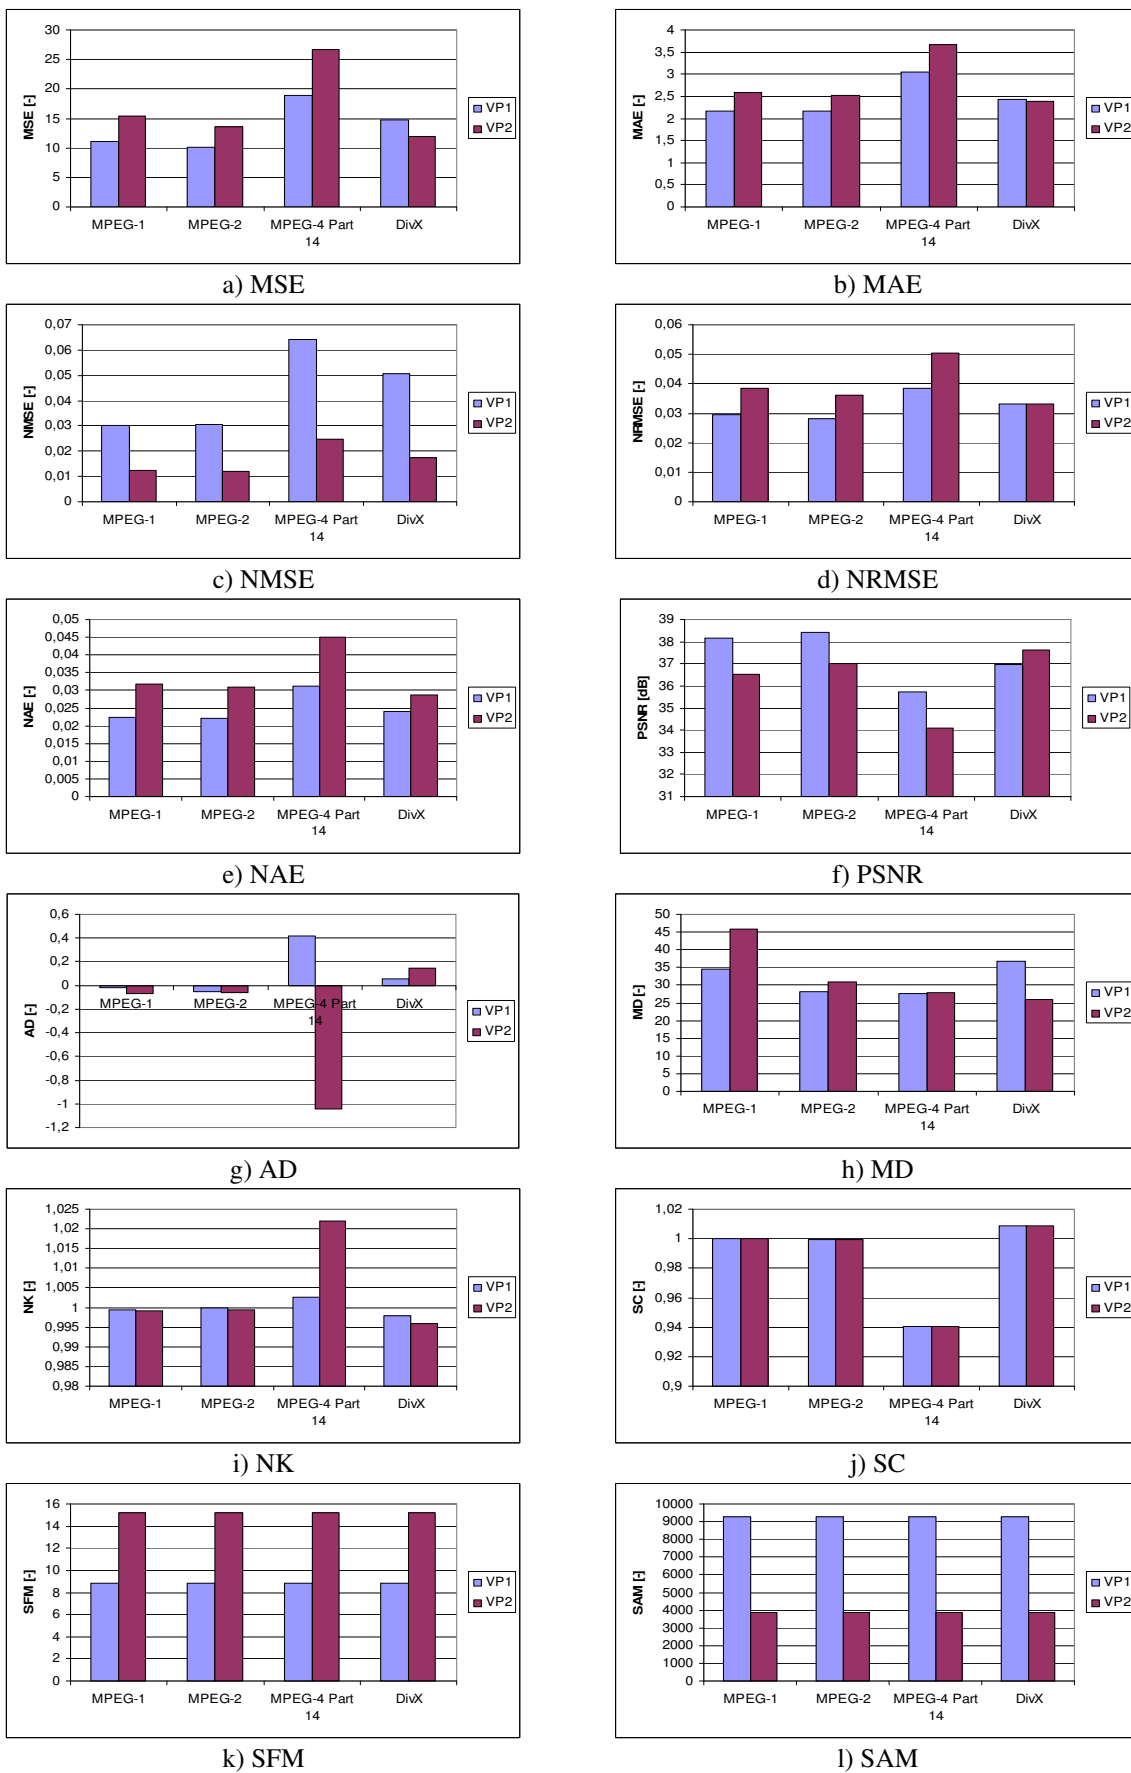 30
25
20
15
10
5
0
MSE [-]
MPEG-1 MPEG-2 MPEG-4 Part 14 DivX
VP1
VP2
a) MSE
4
3,5
3
2,5
2
1,5
1
0,5
0
MAE [-]
MPEG-1 MPEG-2 MPEG-4 Part 14 DivX
VP1
VP2
b) MAE
0,07
0,06
0,05
0,04
0,03
0,02
0,01
0
NMSE [-]
MPEG-1 MPEG-2 MPEG-4 Part 14 DivX
VP1
VP2
c) NMSE
0,06
0,05
0,04
0,03
0,02
0,01
0
NRMSE [-]
MPEG-1 MPEG-2 MPEG-4 Part 14 DivX
VP1
VP2
d) NRMSE
0,05
0,045
0,04
0,035
0,03
0,025
0,02
0,015
0,01
0,005
0
NAE [-]
MPEG-1 MPEG-2 MPEG-4 Part 14 DivX
VP1
VP2
e) NAE
39
38
37
36
35
34
33
32
31
PSNR [dB]
MPEG-1 MPEG-2 MPEG-4 Part 14 DivX
VP1
VP2
f) PSNR
0,6
0,4
0,2
0
-0,2
-0,4
-0,6
-0,8
-1
-1,2
AD [-]
MPEG-1 MPEG-2 MPEG-4 Part 14 DivX
VP1
VP2
g) AD
50
45
40
35
30
25
20
15
10
5
0
MD [-]
MPEG-1 MPEG-2 MPEG-4 Part 14 DivX
VP1
VP2
h) MD
1,025
1,02
1,015
1,01
1,005
1
0,995
0,99
0,985
0,98
NK [-]
MPEG-1 MPEG-2 MPEG-4 Part 14 DivX
VP1
VP2
i) NK
1,02
1
0,98
0,96
0,94
0,92
0,9
SC [-]
MPEG-1 MPEG-2 MPEG-4 Part 14 DivX
VP1
VP2
j) SC
16
14
12
10
8
6
4
2
0
SFM [-]
MPEG-1 MPEG-2 MPEG-4 Part 14 DivX
VP1
VP2
k) SFM
10000
9000
8000
7000
6000
5000
4000
3000
2000
1000
0
SAM [-]
MPEG-1 MPEG-2 MPEG-4 Part 14 DivX
VP1
VP2
l) SAM